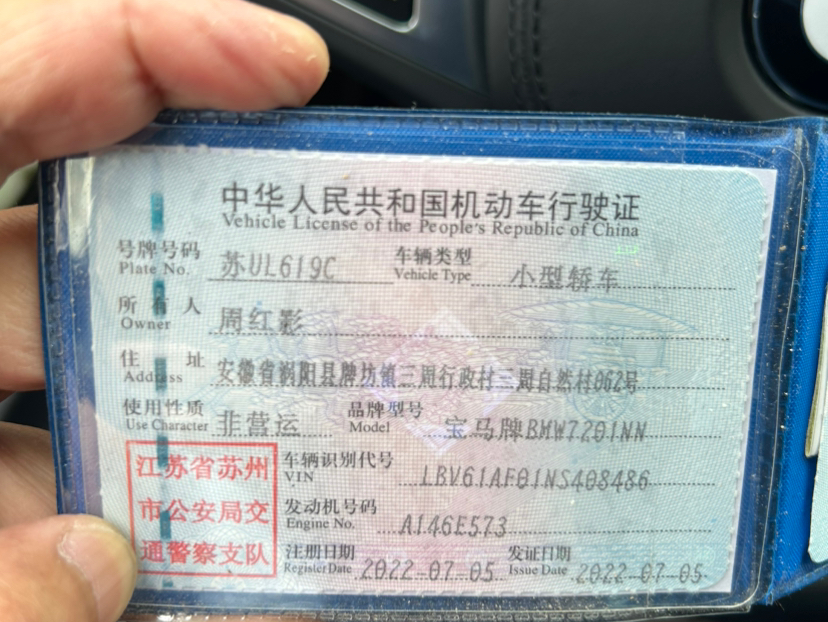 中华人民共和国机动车行驶证
Vehicle License of the People's Republic of China
号牌号码 苏UL619C 车辆类型 小型轿车
Plate No. Vehicle Type
所有人 周红影
Owner
住址 安徽省涡阳县牌坊镇三周行政村三周自然村062号
Address
使用性质 非营运 品牌型号 宝马牌BMW7201NN
Use Character Model
江苏省苏州 车辆识别代号 LBV61AF01NS408486
VIN
市公安局交 发动机号码 A146E573
Engine No.
通警察支队 注册日期 2022-07-05 发证日期 2022-07-05
Register Date Issue Date